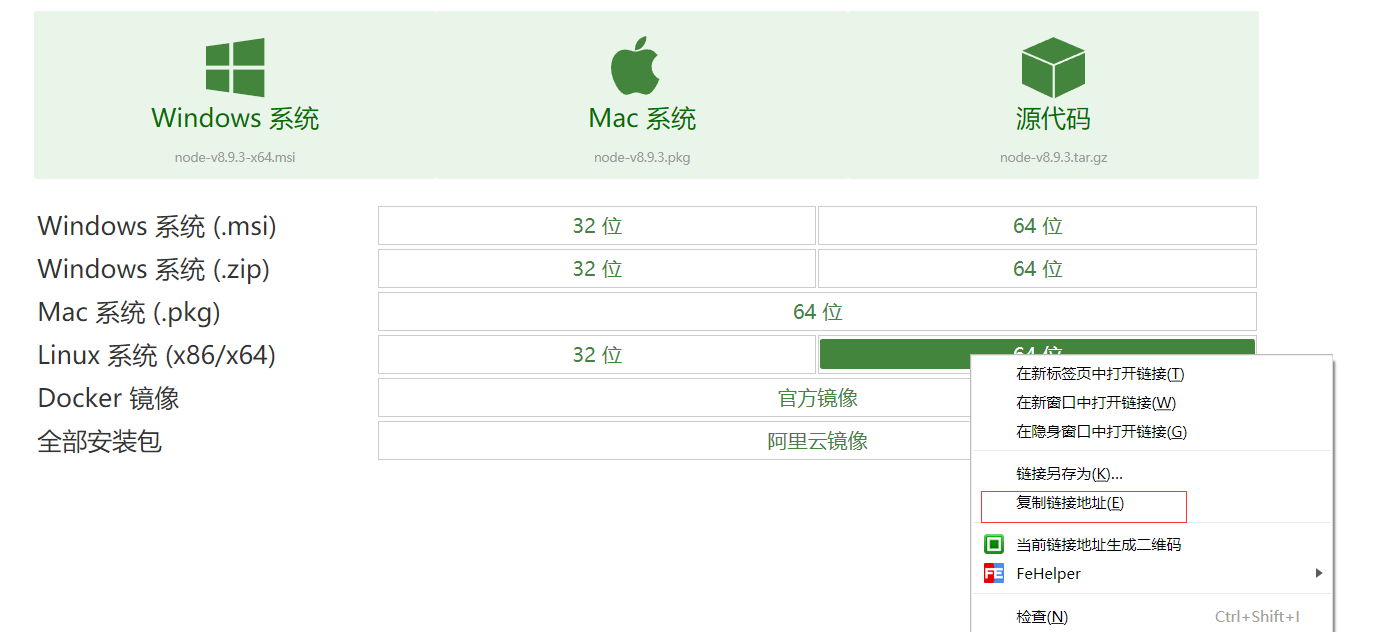 Windows 系统
Mac 系统
源代码
node-v8.9.3-x64.msi
node-v8.9.3.pkg
node-v8.9.3.tar.gz
Windows 系统 (.msi)
32 位
64 位
Windows 系统 (.zip)
32 位
64 位
Mac 系统 (.pkg)
64 位
Linux 系统 (x86/x64)
32 位
64 位
Docker 镜像
官方镜像
全部安装包
阿里云镜像
在新标签页中打开链接(T)
在新窗口中打开链接(W)
在隐身窗口中打开链接(G)
链接另存为(K)...
复制链接地址(E)
当前链接地址生成二维码
FE FeHelper
检查(N) Ctrl+Shift+I